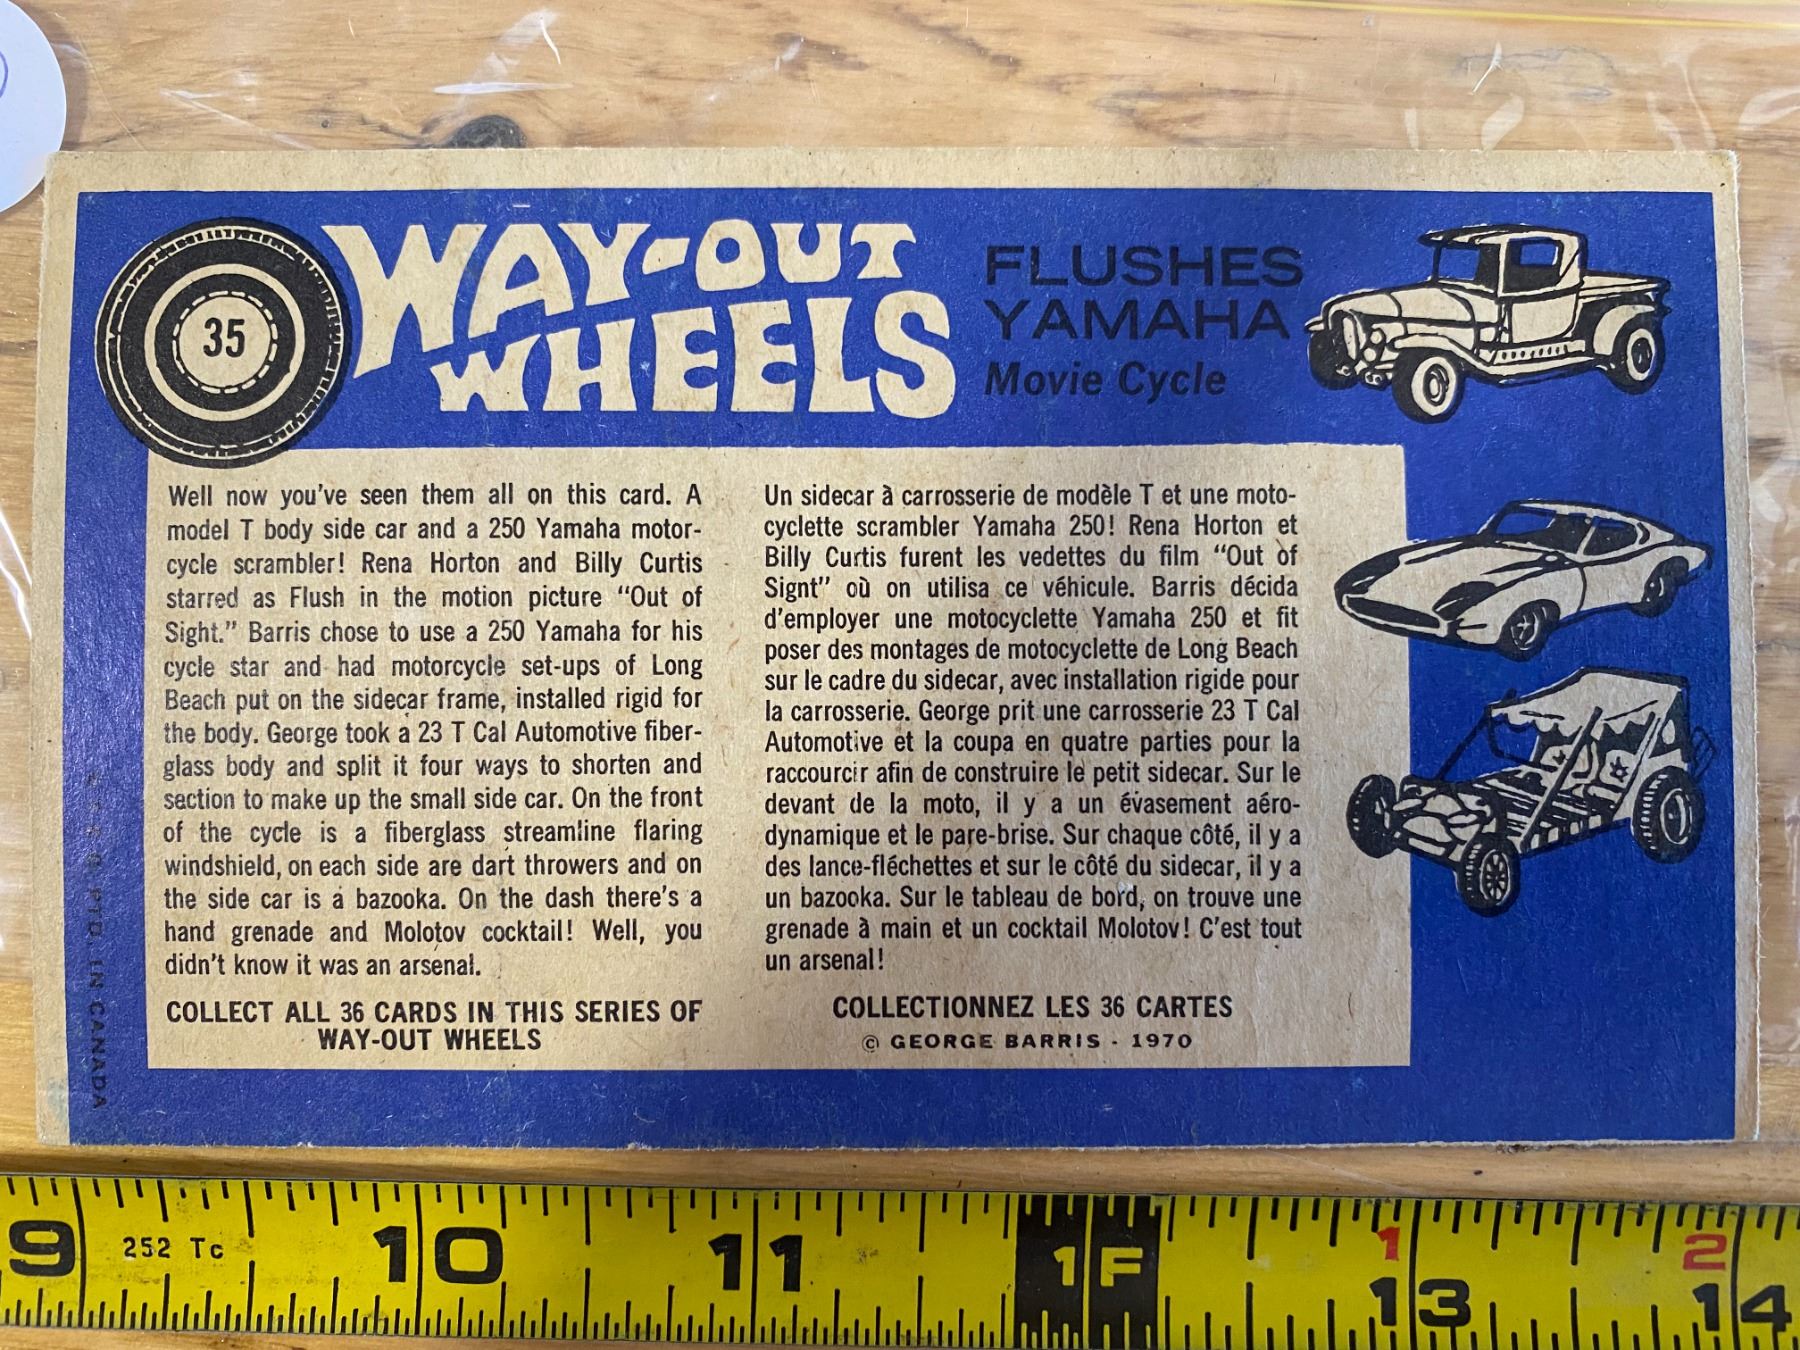 35
WAY-OUT
WHEELS
FLUSHES
YAMAHA
Movie Cycle
Well now you've seen them all on this card. A
model T body side car and a 250 Yamaha motor-
cycle scrambler! Rena Horton and Billy Curtis
starred as Flush in the motion picture "Out of
Sight." Barris chose to use a 250 Yamaha for his
cycle star and had motorcycle set-ups of Long
Beach put on the sidecar frame, installed rigid for
the body. George took a 23 T Cal Automotive fiber-
glass body and split it four ways to shorten and
section to make up the small side car. On the front
of the cycle is a fiberglass streamline flaring
windshield, on each side are dart throwers and on
the side car is a bazooka. On the dash there's a
hand grenade and Molotov cocktail! Well, you
didn't know it was an arsenal.
COLLECT ALL 36 CARDS IN THIS SERIES OF
WAY-OUT WHEELS
Un sidecar à carrosserie de modèle T et une moto-
cyclette scrambler Yamaha 250! Rena Horton et
Billy Curtis furent les vedettes du film "Out of
Signt" où on utilisa ce véhicule. Barris décida
d'employer une motocyclette Yamaha 250 et fit
poser des montages de motocyclette de Long Beach
sur le cadre du sidecar, avec installation rigide pour
la carrosserie. George prit une carrosserie 23 T Cal
Automotive et la coupa en quatre parties pour la
raccourcir afin de construire le petit sidecar. Sur le
devant de la moto, il y a un évasement aéro-
dynamique et le pare-brise. Sur chaque côté, il y a
des lance-fléchettes et sur le côté du sidecar, il y a
un bazooka. Sur le tableau de bord, on trouve une
grenade à main et un cocktail Molotov! C'est tout
un arsenal!
COLLECTIONNEZ LES 36 CARTES
© GEORGE BARRIS - 1970
PTD. IN CANADA
9 252 Tc 10 11 1F 1 13 2 14